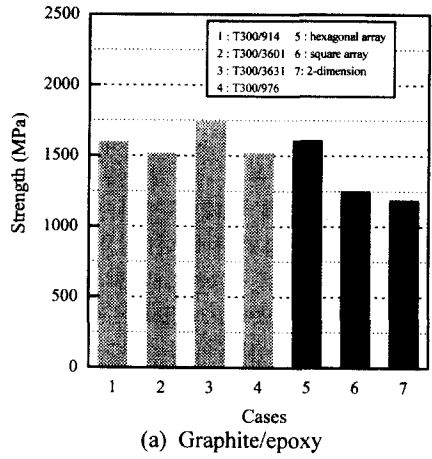 2500
2000
1500
1000
500
0
Strength (MPa)
1 : T300/914 5 : hexagonal array
2 : T300/3601 6 : square array
3 : T300/3631 7: 2-dimension
4 : T300/976
1 2 3 4 5 6 7
Cases
(a) Graphite/epoxy